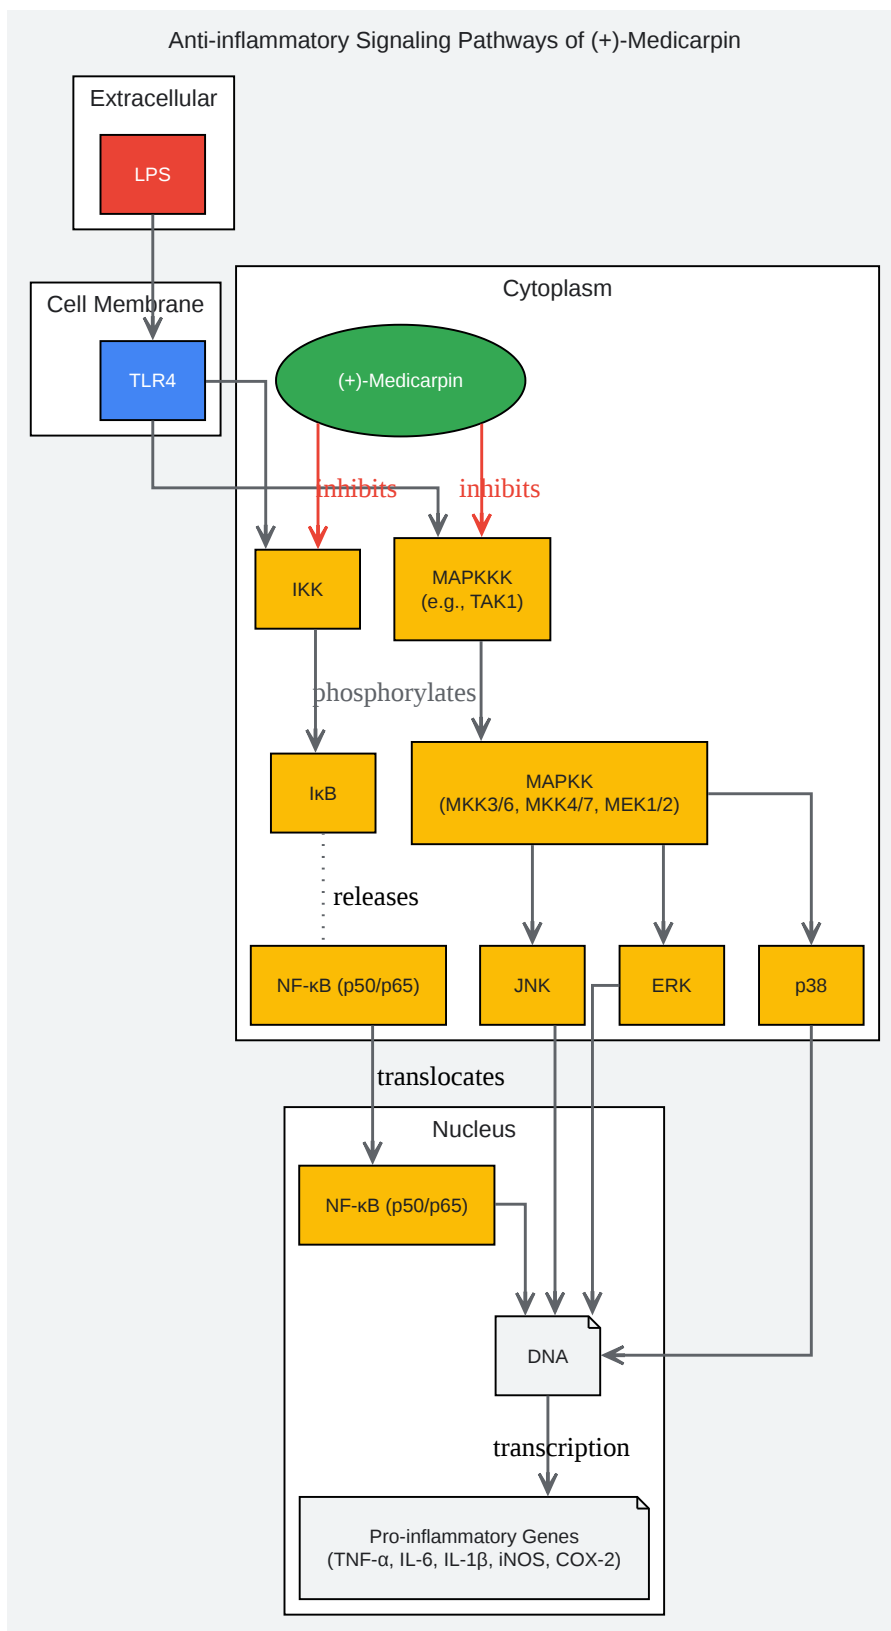 Anti-inflammatory Signaling Pathways of (+)-Medicarpin
Extracellular
LPS
Cell Membrane
TLR4
Cytoplasm
(+)-Medicarpin
inhibits
inhibits
IKK
MAPKKK
(e.g., TAK1)
phosphorylates
IκB
MAPKK
(MKK3/6, MKK4/7, MEK1/2)
releases
NF-κB (p50/p65)
JNK
ERK
p38
translocates
Nucleus
NF-κB (p50/p65)
DNA
transcription
Pro-inflammatory Genes
(TNF-α, IL-6, IL-1β, iNOS, COX-2)